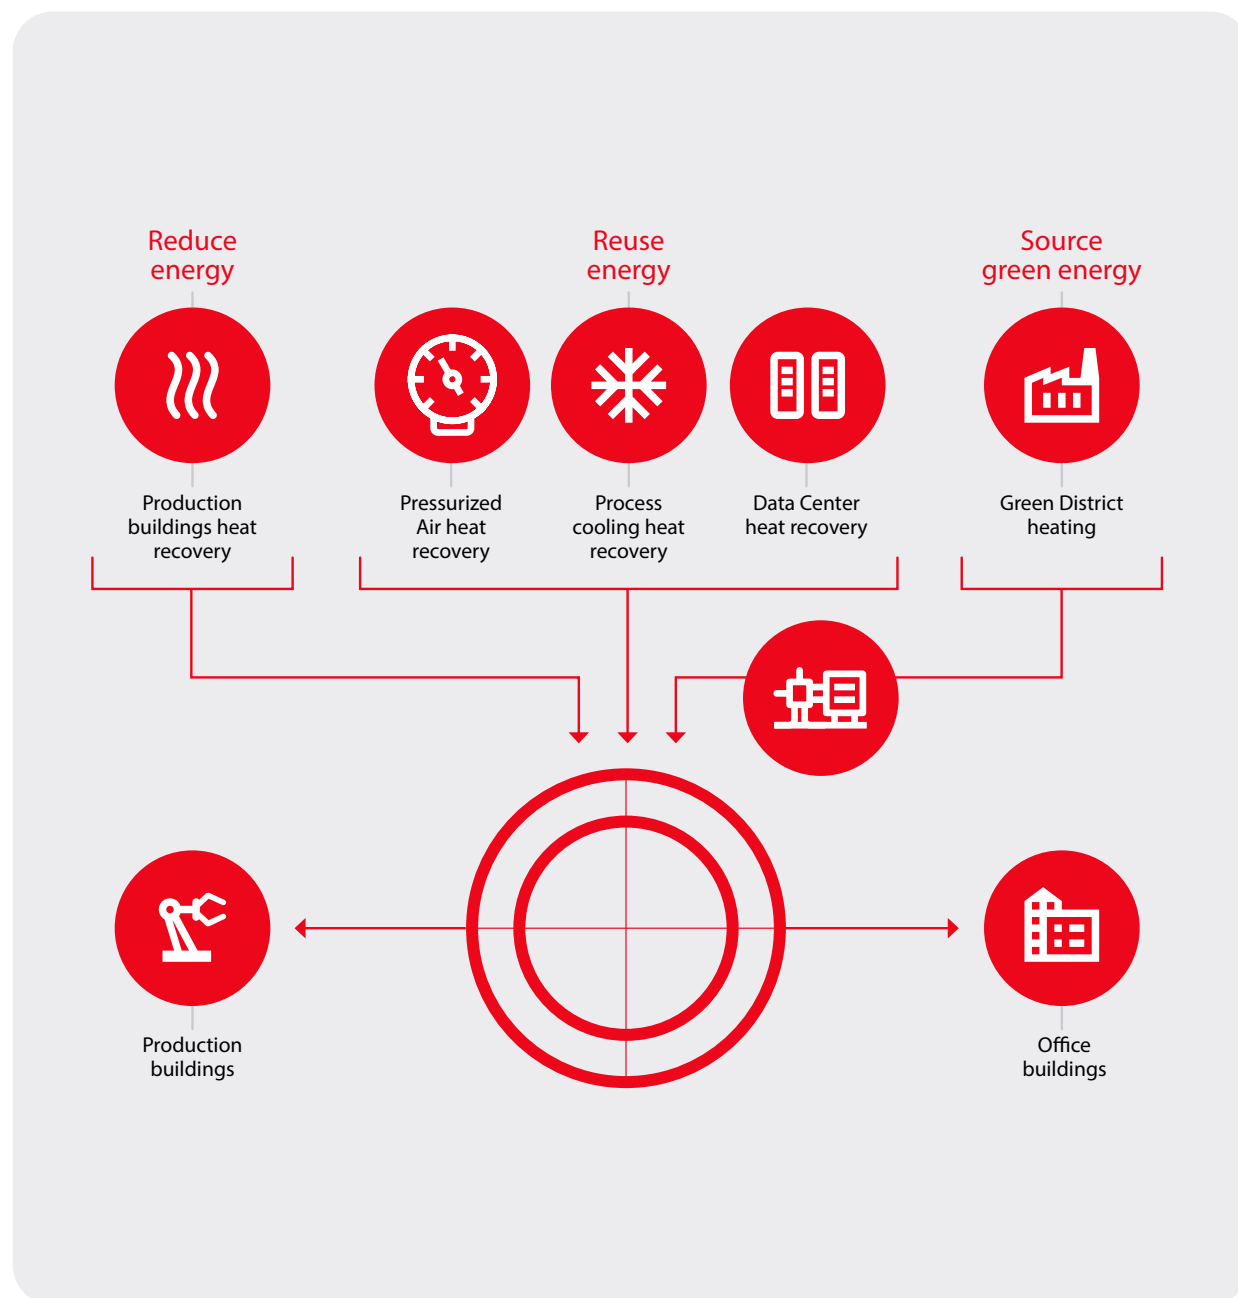 Reduce
energy
Reuse
energy
Source
green energy
Production
buildings heat
recovery
Pressurized
Air heat
recovery
Process
cooling heat
recovery
Data Center
heat recovery
Green District
heating
Production
buildings
Office
buildings